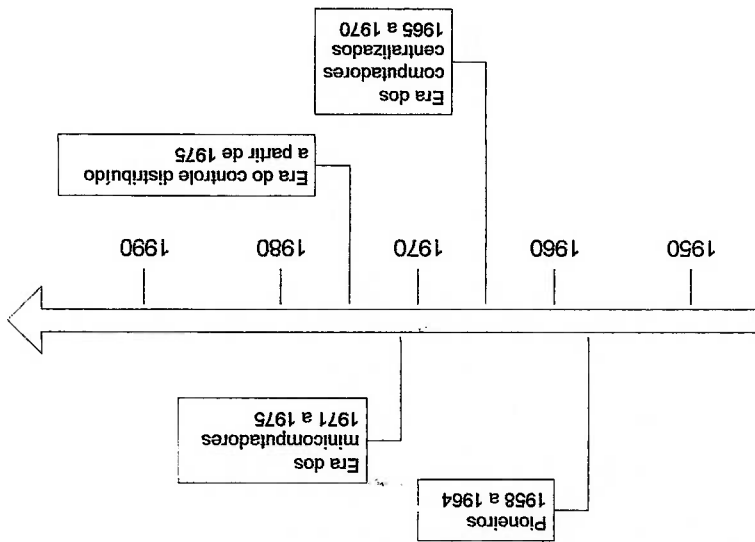 Pioneiros
1958 a 1964
Era dos
minicomputadores
1971 a 1975
1950
1960
1970
1980
1990
Era do controle distribuído
a partir de 1975
Era dos
computadores
centralizados
1965 a 1970